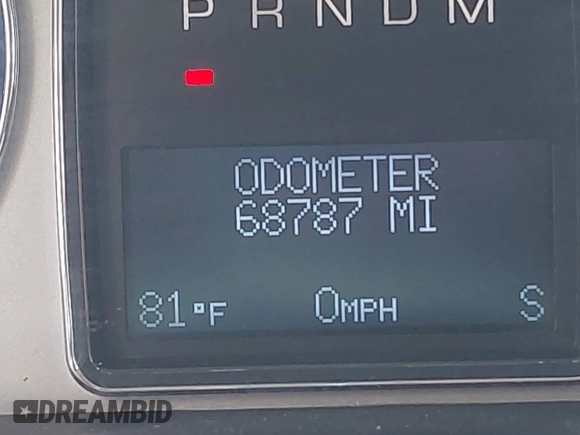 P R N D M
ODOMETER
68787 MI
81°F 0MPH S
DREAMBID